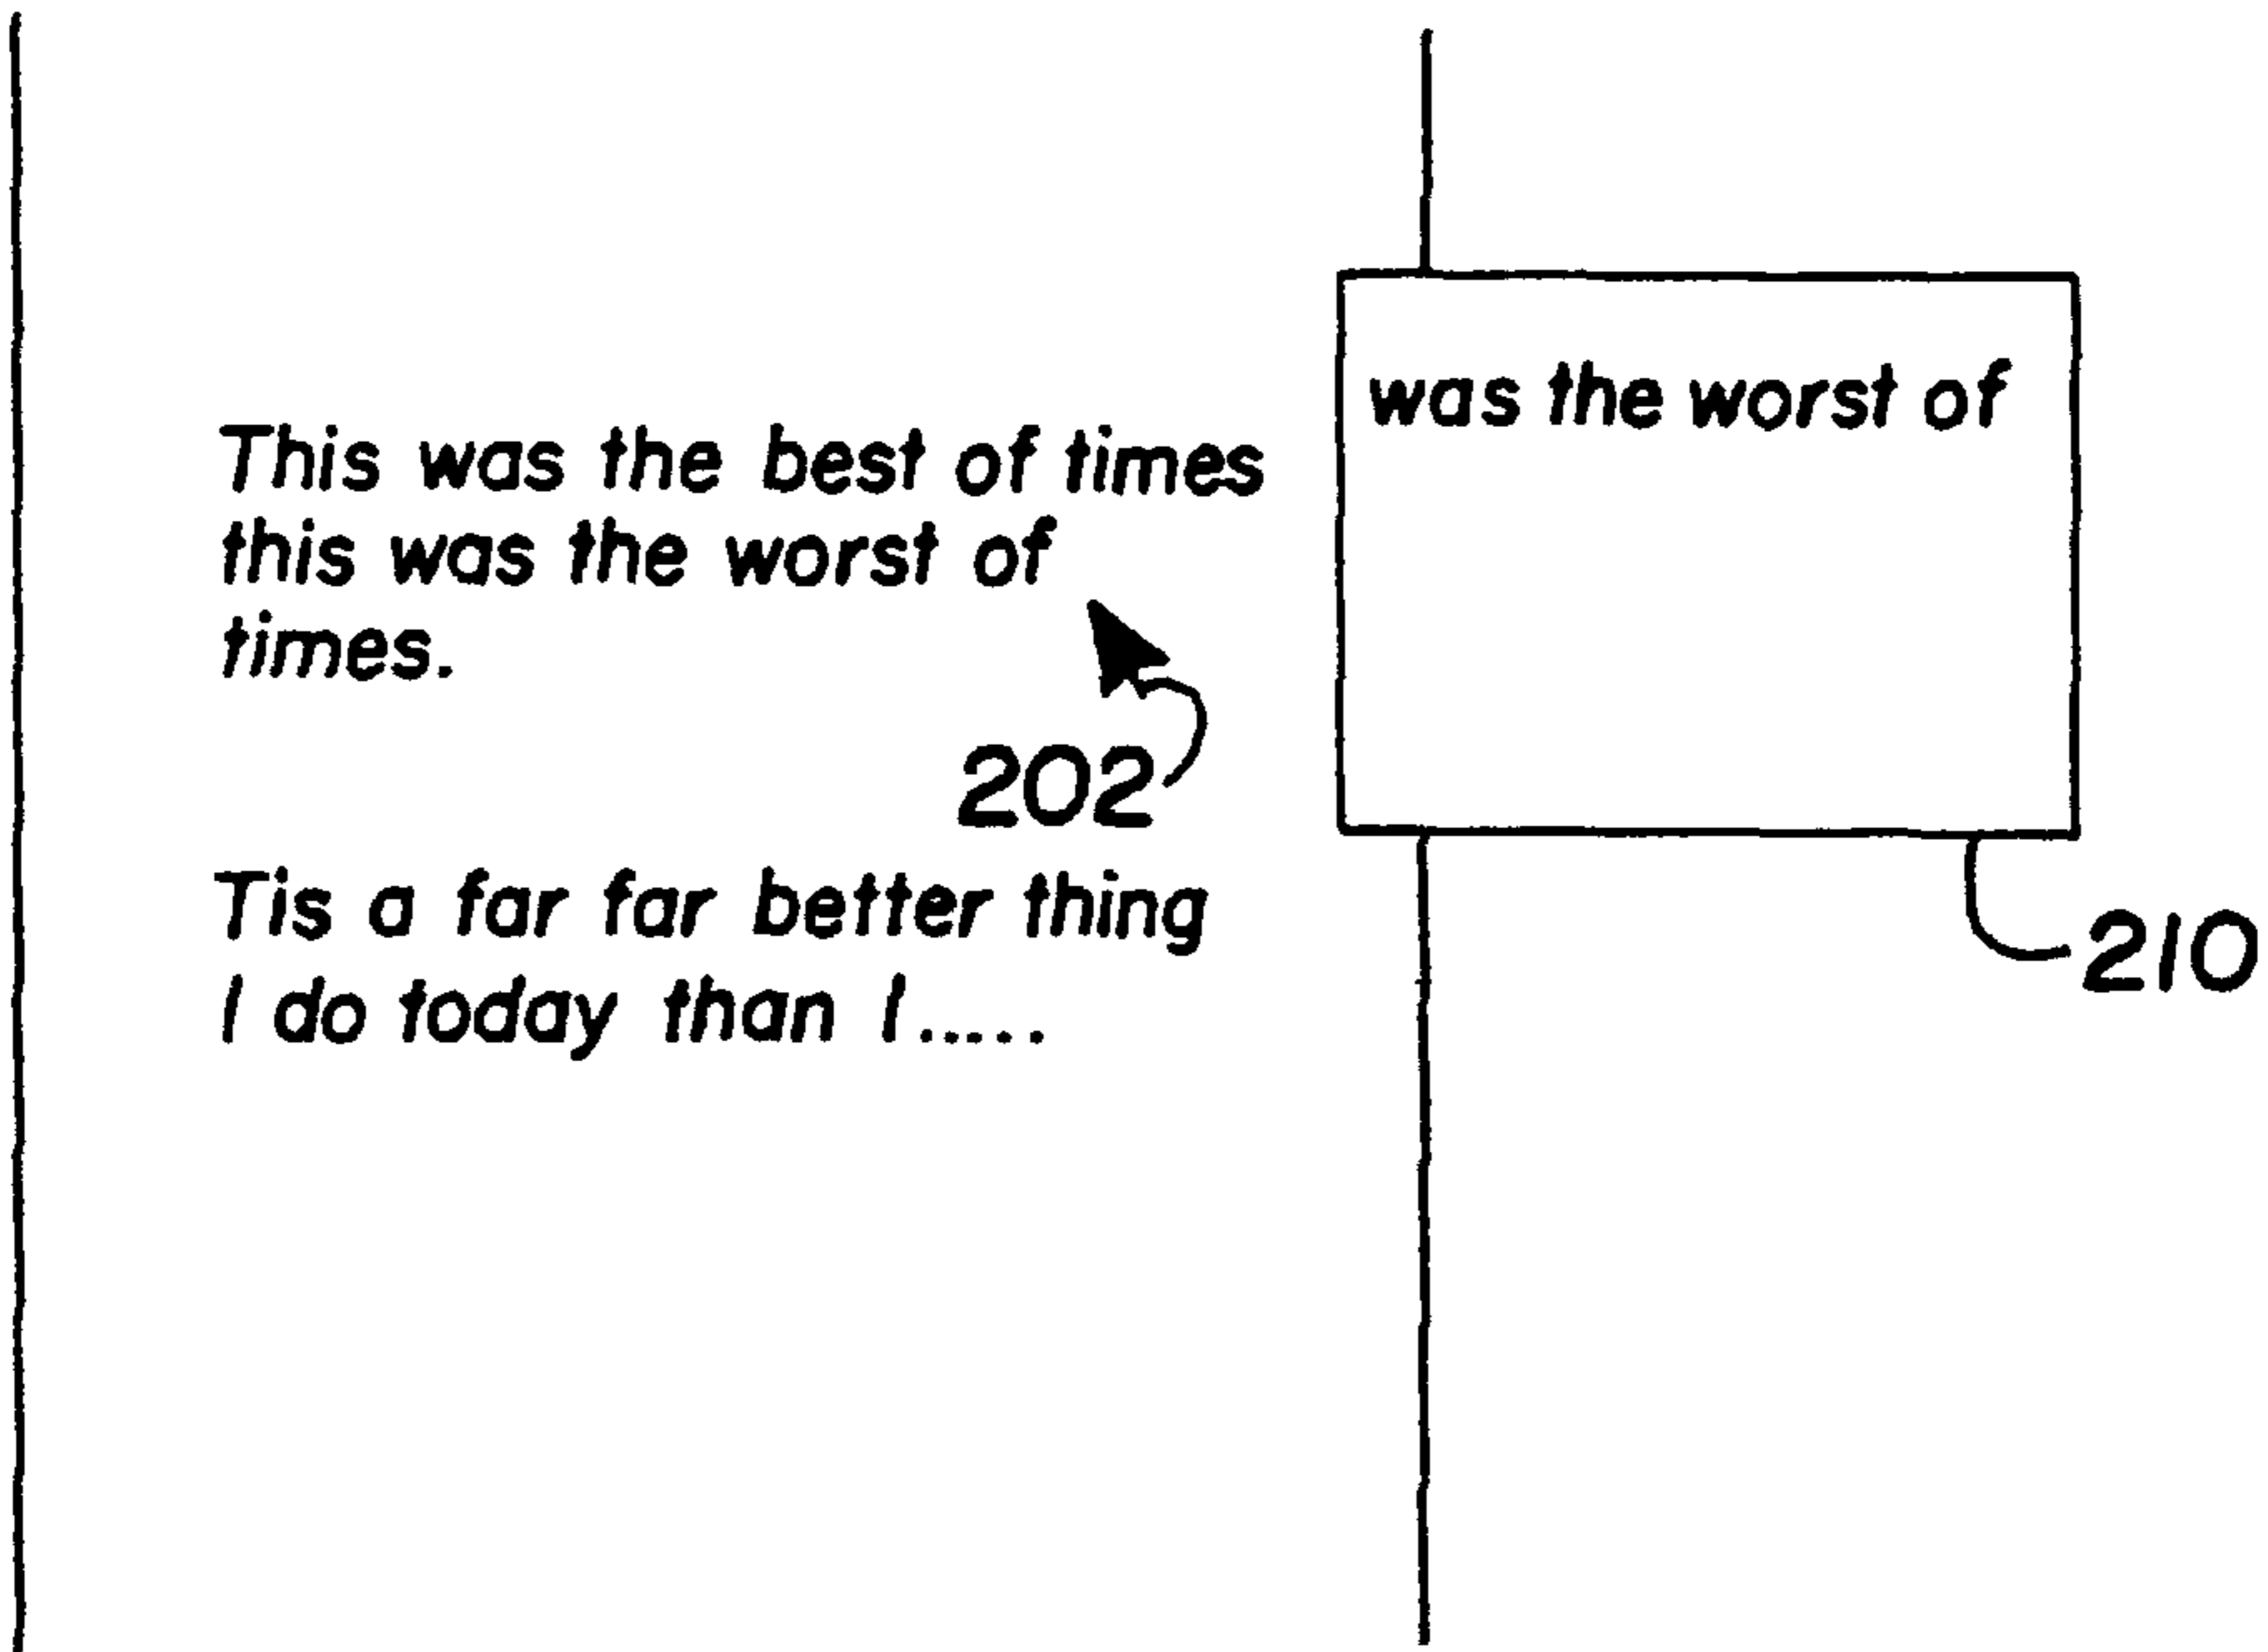 This was the best of times
this was the worst of
times.
202
Tis a far far better thing
I do today than I.....
was the worst of
210